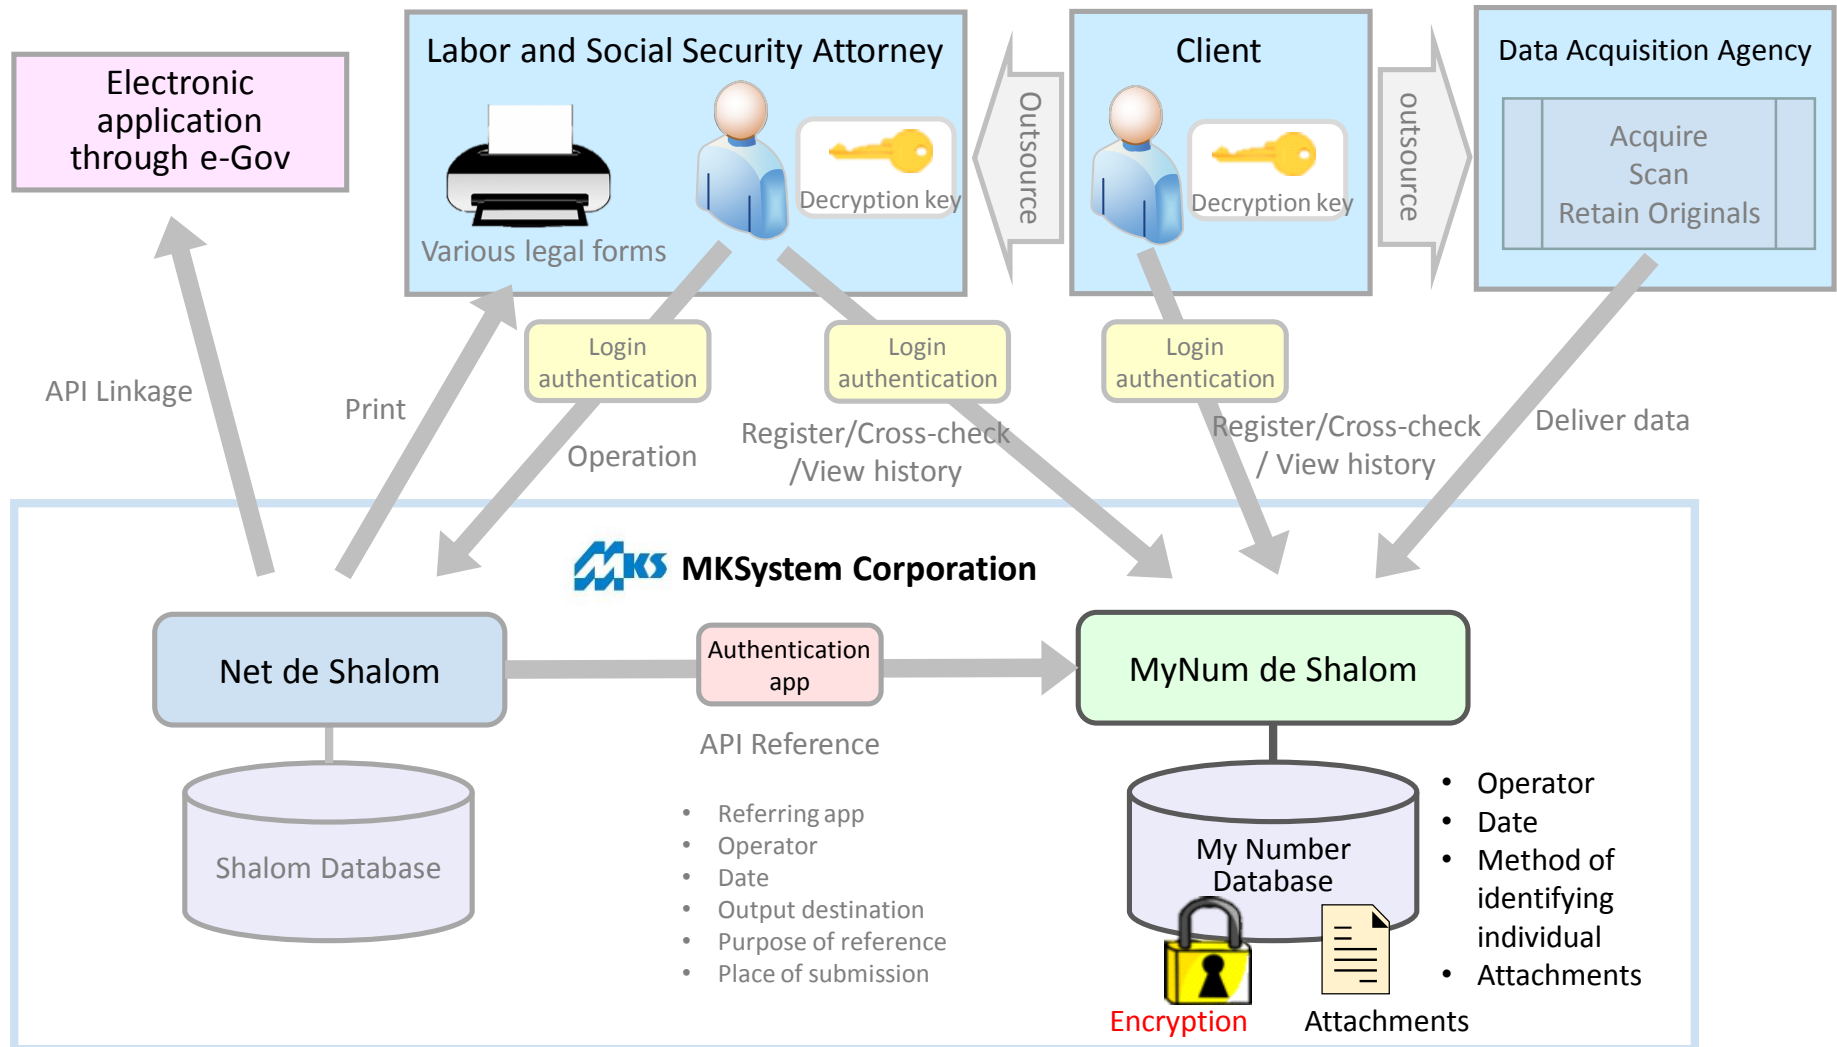 Labor and Social Security Attorney
Client
Data Acquisition Agency
Electronic
application
through e-Gov
Outsource
outsource
Acquire
Scan
Retain Originals
Decryption key
Decryption key
Various legal forms
Login
authentication
Login
authentication
Login
authentication
API Linkage
Print
Operation
Register/Cross-check
/View history
Register/Cross-check
/ View history
Deliver data
MKS
MKSystem Corporation
Net de Shalom
Authentication
app
MyNum de Shalom
API Reference
Shalom Database
• Referring app
• Operator
• Date
• Output destination
• Purpose of reference
• Place of submission
My Number
Database
• Operator
• Date
• Method of
identifying
individual
• Attachments
Encryption
Attachments